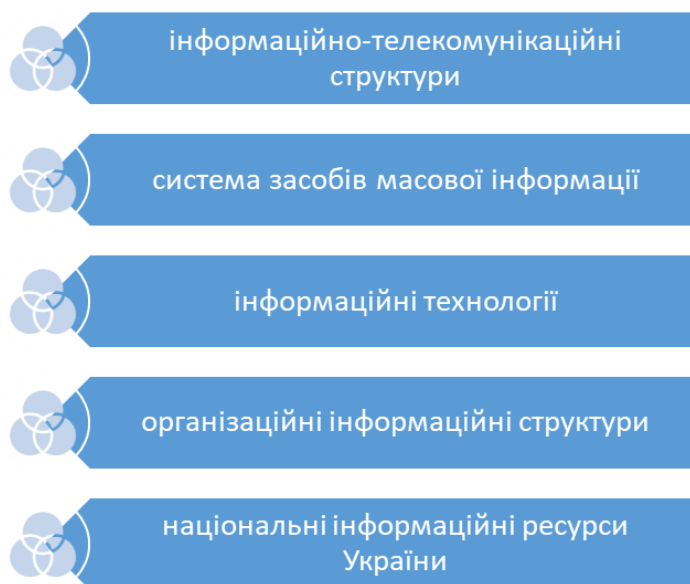 інформаційно-телекомунікаційні
структури
система засобів масової інформації
інформаційні технології
організаційні інформаційні структури
національні інформаційні ресурси
України